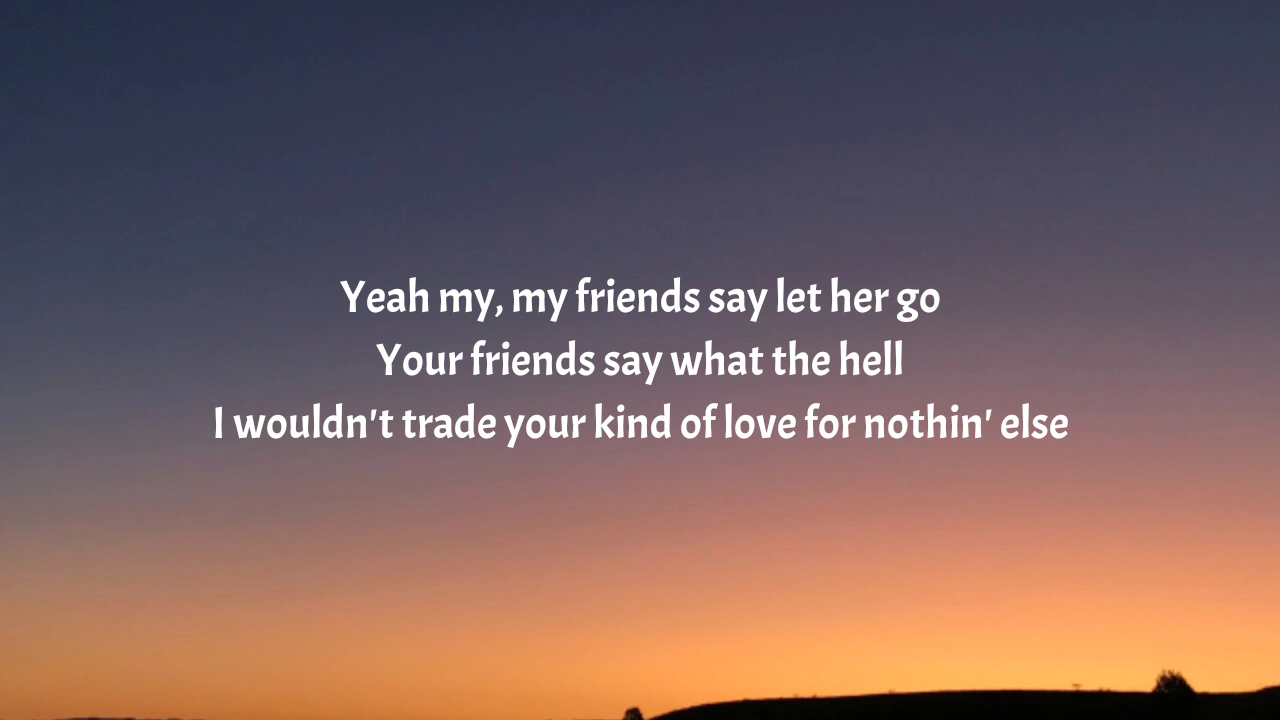 Yeah my, my friends say let her go
Your friends say what the hell
I wouldn't trade your kind of love for nothin' else